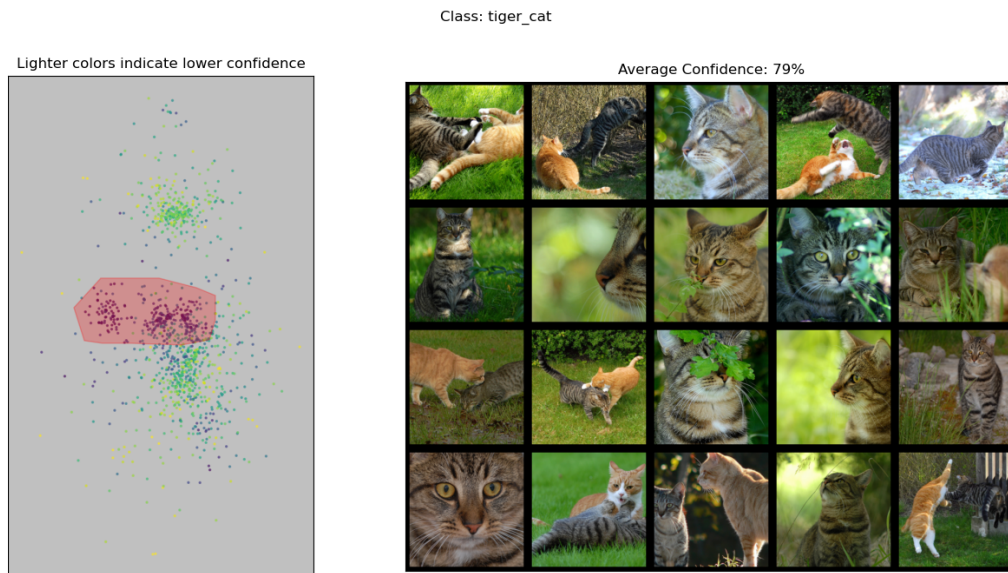 Class: tiger_cat
Lighter colors indicate lower confidence
Average Confidence: 79%